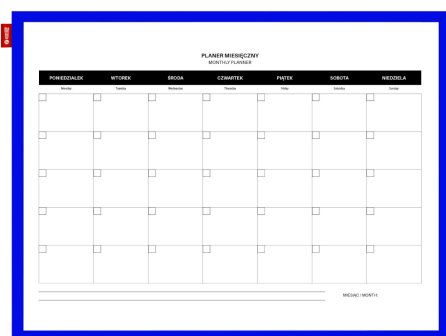 PLANER MIESIĘCZNY
MONTHLY PLANNER
PONIEDZIAŁEK WTOREK ŚRODA CZWARTEK PIĄTEK SOBOTA NIEDZIELA
Monday Tuesday Wednesday Thursday Friday Saturday Sunday
MIESIĄC / MONTH: